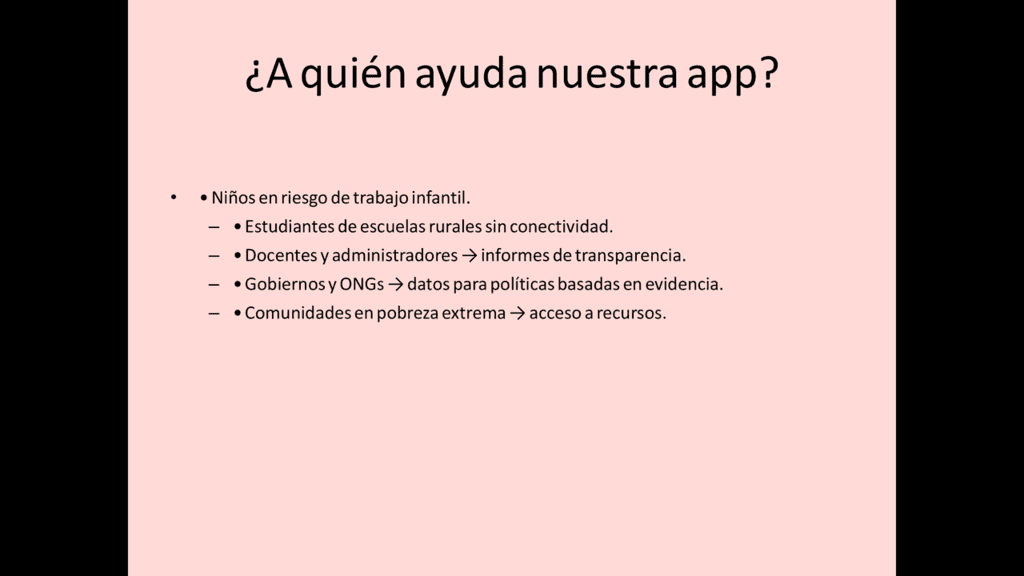 ¿A quién ayuda nuestra app?
• • Niños en riesgo de trabajo infantil.
– • Estudiantes de escuelas rurales sin conectividad.
– • Docentes y administradores → informes de transparencia.
– • Gobiernos y ONGs → datos para políticas basadas en evidencia.
– • Comunidades en pobreza extrema → acceso a recursos.